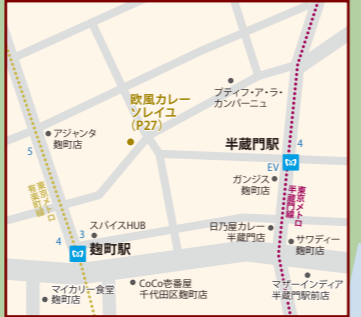 欧風カレー
ソレイユ
(P27)
プティフ・ア・ラ・
カンパーニュ
アジャンタ
麹町店
半蔵門駅
4
5
EV
ガンジス
麹町店
東京メトロ
有楽町線
東京メトロ
半蔵門線
スパイスHUB
3
4
麹町駅
日乃屋カレー
半蔵門店
サワディー
麹町店
マイカリー食堂
麹町店
CoCo壱番屋
千代田区麹町店
マザーインディア
半蔵門駅前店